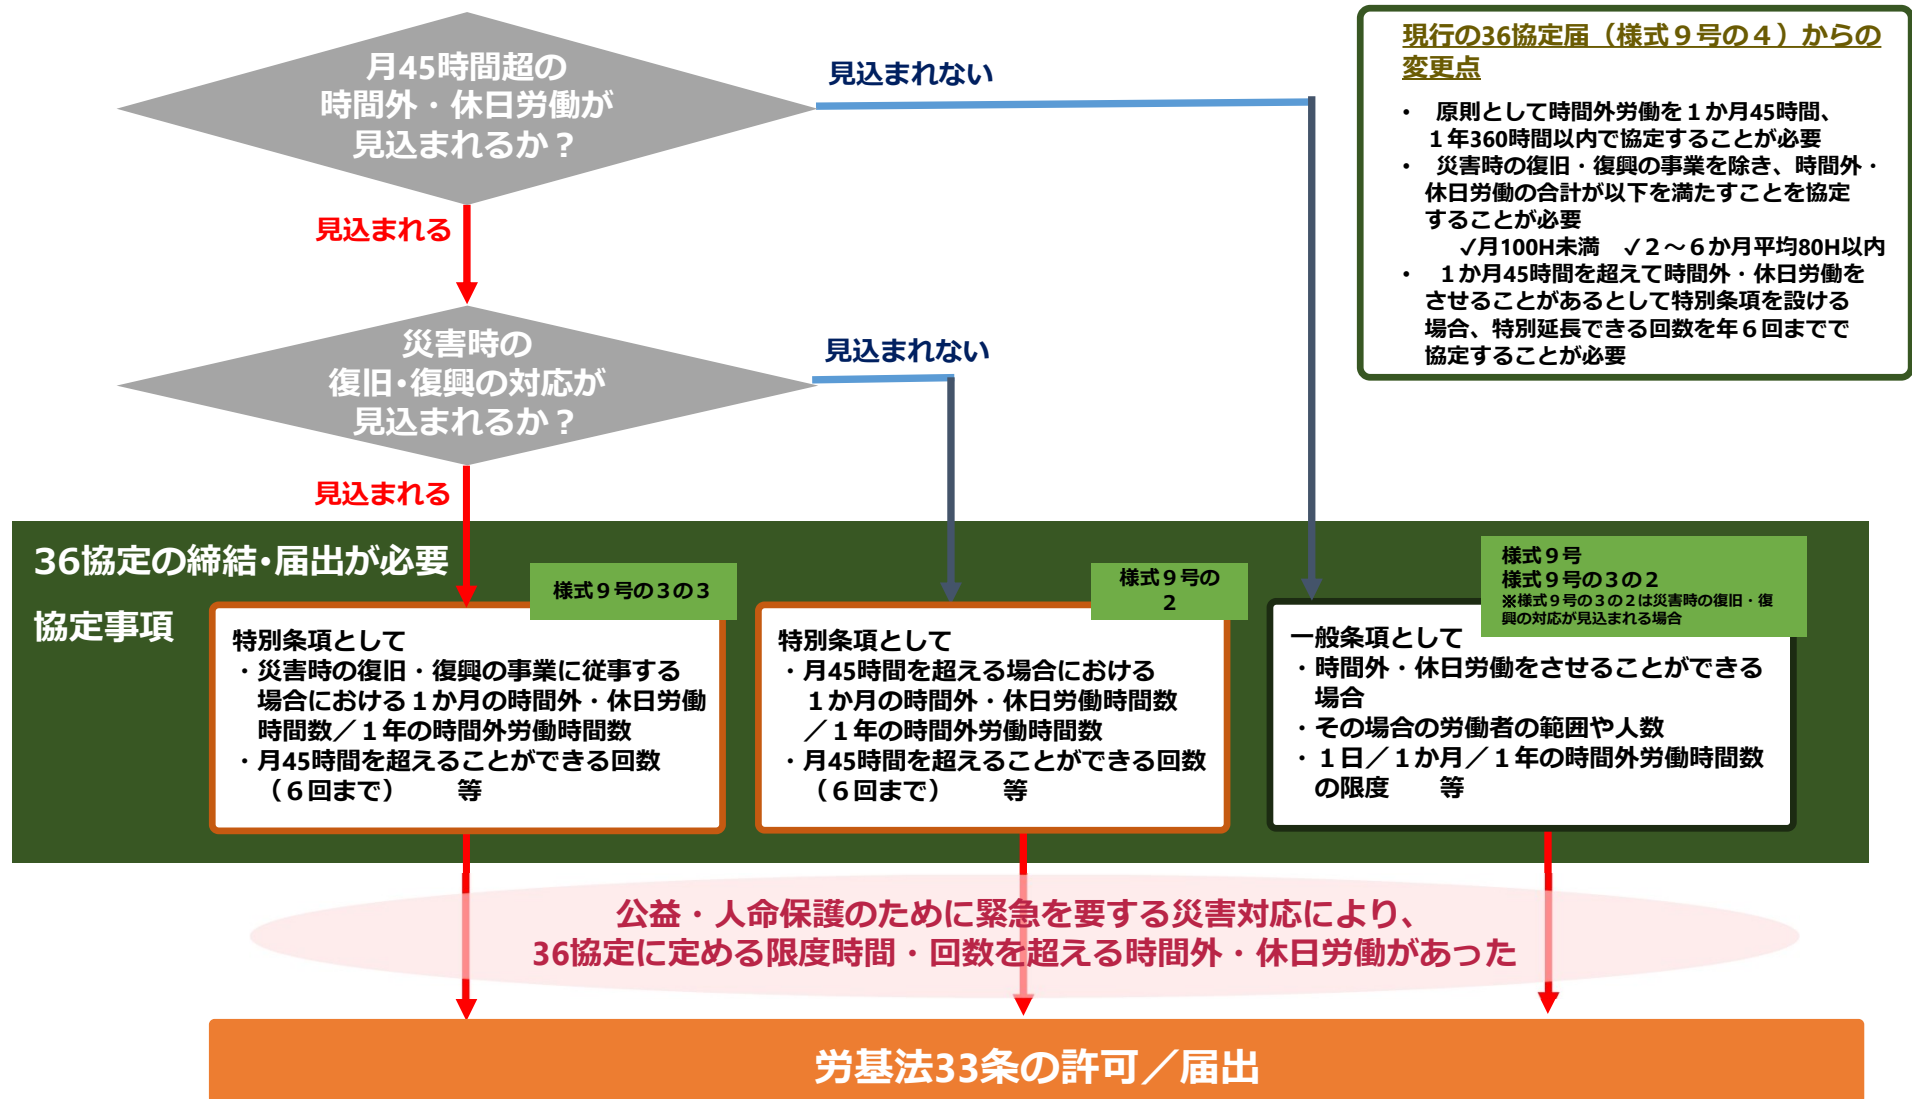 月45時間超の
時間外・休日労働が
見込まれるか？
見込まれない
見込まれる
災害時の
復旧・復興の対応が
見込まれるか？
見込まれない
見込まれる
現行の36協定届（様式９号の４）からの
変更点
・ 原則として時間外労働を１か月45時間、
１年360時間以内で協定することが必要
・ 災害時の復旧・復興の事業を除き、時間外・
休日労働の合計が以下を満たすことを協定
することが必要
✓月100H未満 ✓２～６か月平均80H以内
・ １か月45時間を超えて時間外・休日労働を
させることがあるとして特別条項を設ける
場合、特別延長できる回数を年６回までで
協定することが必要
36協定の締結・届出が必要
協定事項
様式９号の３の３
特別条項として
・災害時の復旧・復興の事業に従事する
場合における１か月の時間外・休日労働
時間数／１年の時間外労働時間数
・月45時間を超えることができる回数
（６回まで） 等
様式９号の
２
特別条項として
・月45時間を超える場合における
１か月の時間外・休日労働時間数
／１年の時間外労働時間数
・月45時間を超えることができる回数
（６回まで） 等
様式９号
様式９号の３の２
※様式９号の３の２は災害時の復旧・復
興の対応が見込まれる場合
一般条項として
・時間外・休日労働をさせることができる
場合
・その場合の労働者の範囲や人数
・１日／１か月／１年の時間外労働時間数
の限度 等
公益・人命保護のために緊急を要する災害対応により、
36協定に定める限度時間・回数を超える時間外・休日労働があった
労基法33条の許可／届出